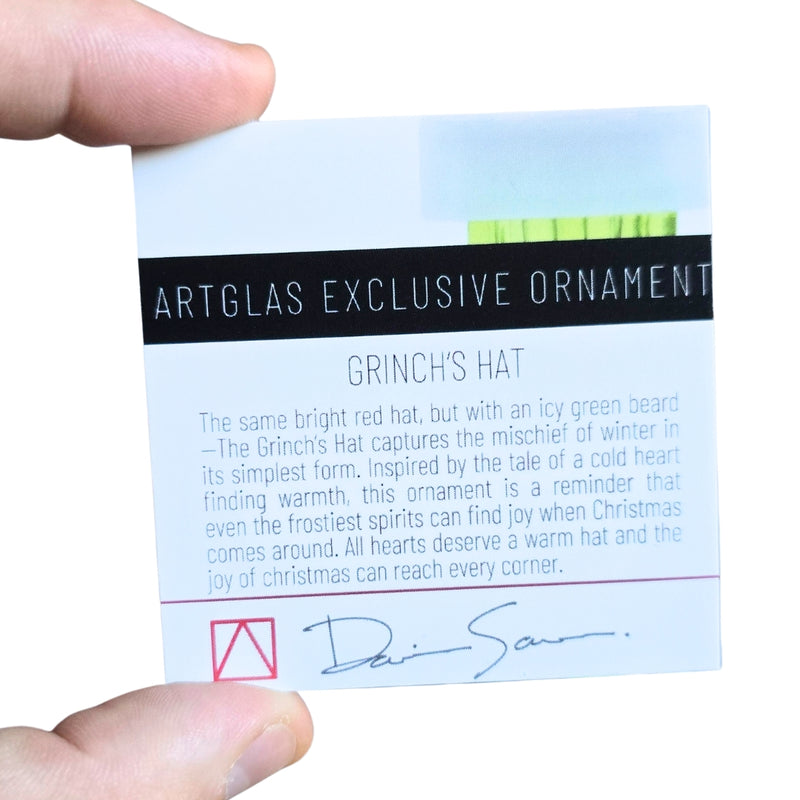 ARTGLAS EXCLUSIVE ORNAMENT
GRINCH'S HAT
The same bright red hat, but with an icy green beard
—The Grinch's Hat captures the mischief of winter in
its simplest form. Inspired by the tale of a cold heart
finding warmth, this ornament is a reminder that
even the frostiest spirits can find joy when Christmas
comes around. All hearts deserve a warm hat and the
joy of christmas can reach every corner.